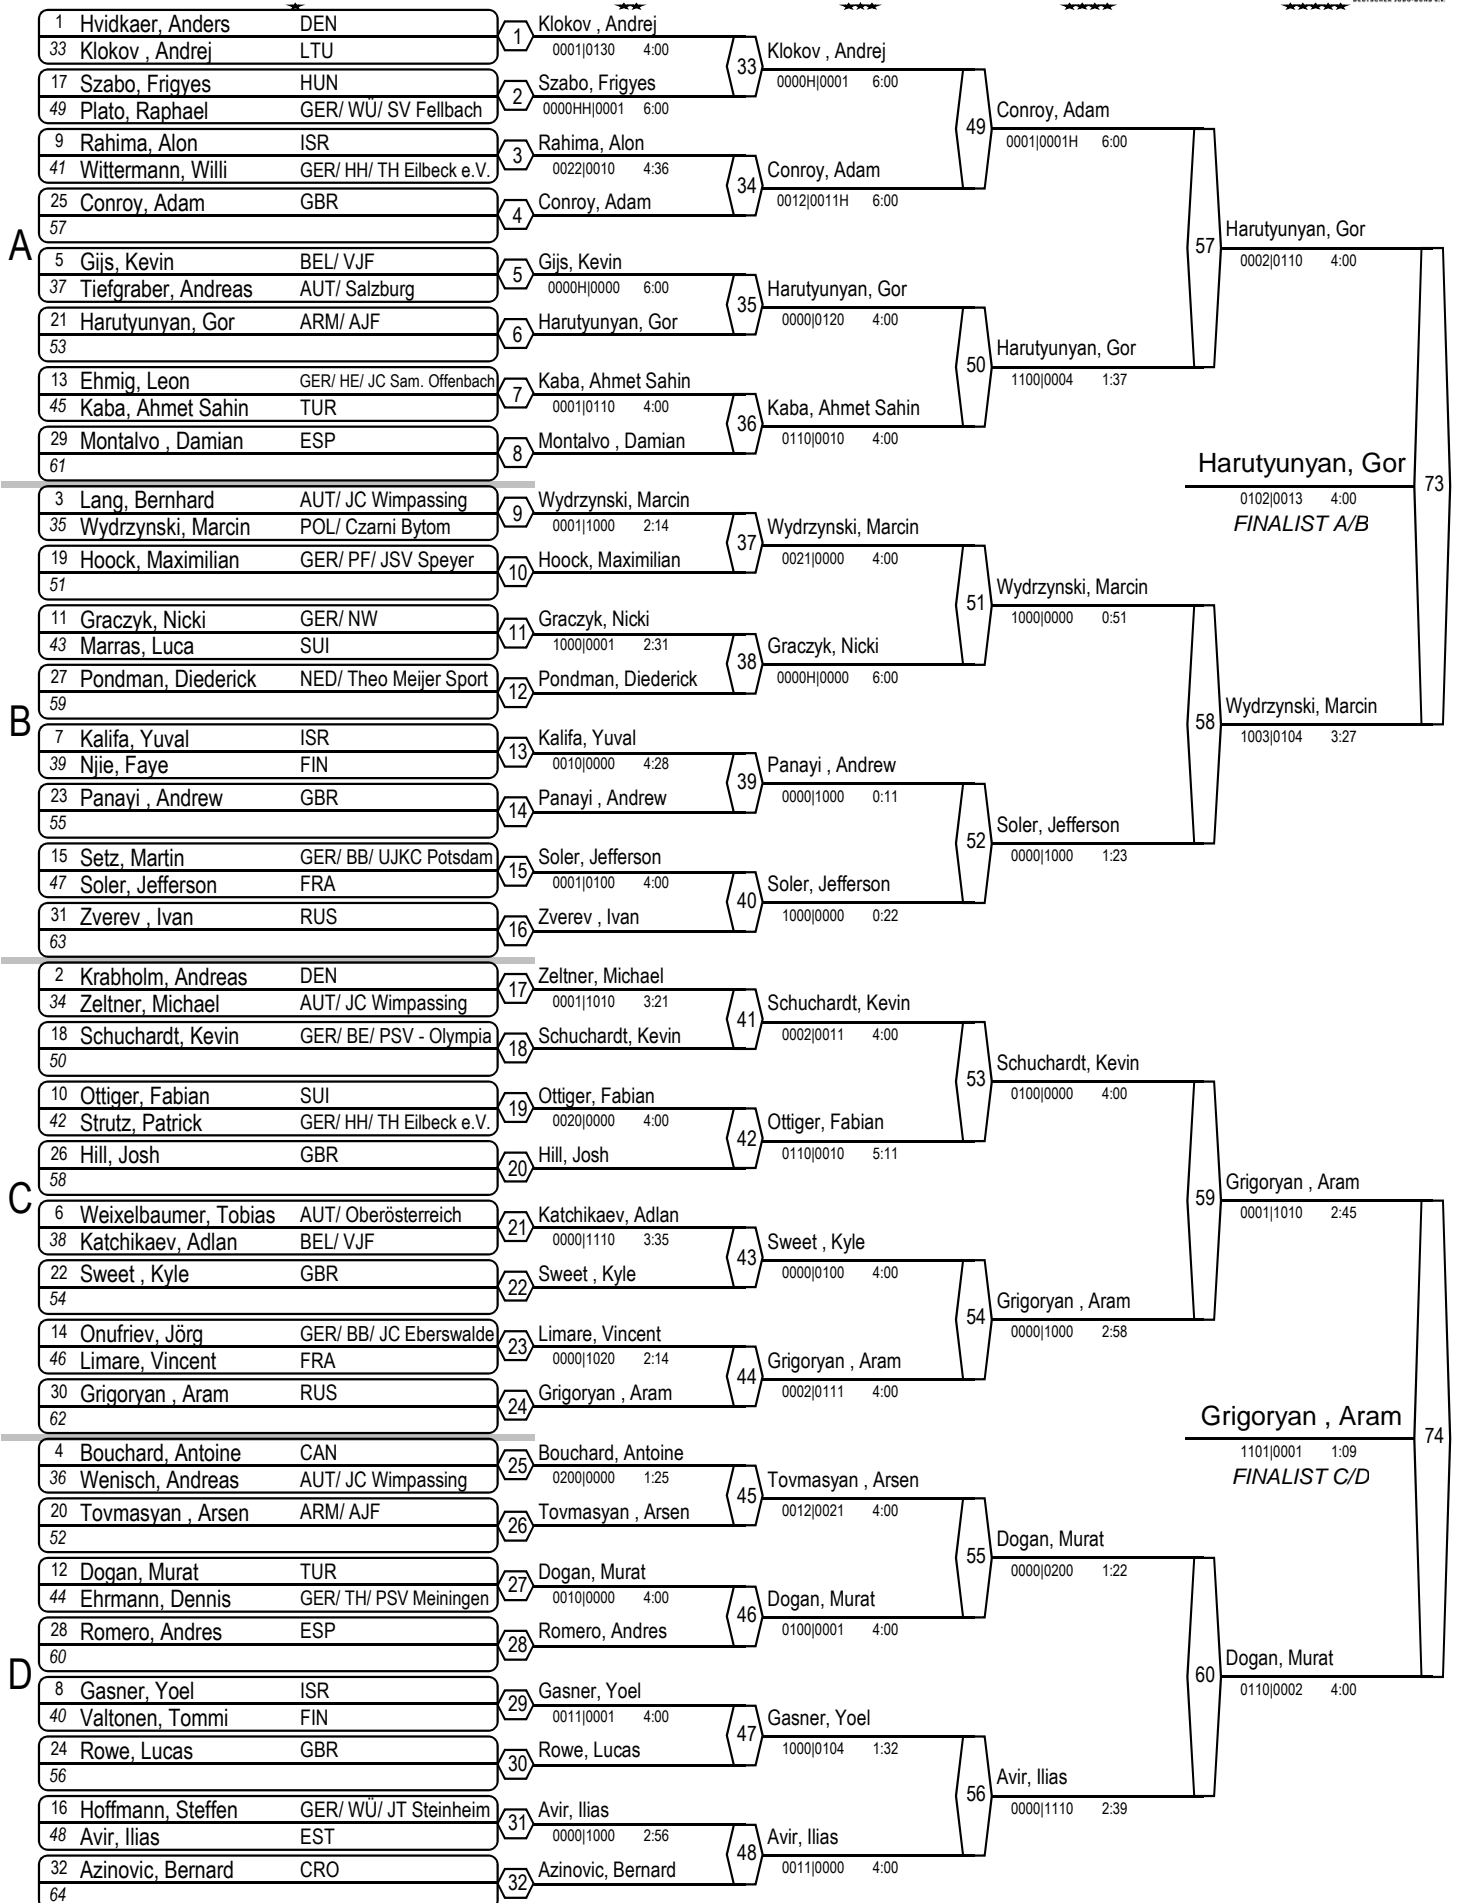 1 Hvidkaer, Anders DEN
33 Klokov , Andrej LTU
17 Szabo, Frigyes HUN
49 Plato, Raphael GER/ WÜ/ SV Fellbach
9 Rahima, Alon ISR
41 Wittermann, Willi GER/ HH/ TH Eilbeck e.V.
25 Conroy, Adam GBR
57
A
5 Gijs, Kevin BEL/ VJF
37 Tiefgraber, Andreas AUT/ Salzburg
21 Harutyunyan, Gor ARM/ AJF
53
13 Ehmig, Leon GER/ HE/ JC Sam. Offenbach
45 Kaba, Ahmet Sahin TUR
29 Montalvo , Damian ESP
61
3 Lang, Bernhard AUT/ JC Wimpassing
35 Wydrzynski, Marcin POL/ Czarni Bytom
19 Hoock, Maximilian GER/ PF/ JSV Speyer
51
11 Graczyk, Nicki GER/ NW
43 Marras, Luca SUI
27 Pondman, Diederick NED/ Theo Meijer Sport
59
B
7 Kalifa, Yuval ISR
39 Njie, Faye FIN
23 Panayi , Andrew GBR
55
15 Setz, Martin GER/ BB/ UJKC Potsdam
47 Soler, Jefferson FRA
31 Zverev , Ivan RUS
63
2 Krabholm, Andreas DEN
34 Zeltner, Michael AUT/ JC Wimpassing
18 Schuchardt, Kevin GER/ BE/ PSV - Olympia
50
10 Ottiger, Fabian SUI
42 Strutz, Patrick GER/ HH/ TH Eilbeck e.V.
26 Hill, Josh GBR
58
C
6 Weixelbaumer, Tobias AUT/ Oberösterreich
38 Katchikaev, Adlan BEL/ VJF
22 Sweet , Kyle GBR
54
14 Onufriev, Jörg GER/ BB/ JC Eberswalde
46 Limare, Vincent FRA
30 Grigoryan , Aram RUS
62
4 Bouchard, Antoine CAN
36 Wenisch, Andreas AUT/ JC Wimpassing
20 Tovmasyan , Arsen ARM/ AJF
52
12 Dogan, Murat TUR
44 Ehrmann, Dennis GER/ TH/ PSV Meiningen
28 Romero, Andres ESP
60
D
8 Gasner, Yoel ISR
40 Valtonen, Tommi FIN
24 Rowe, Lucas GBR
56
16 Hoffmann, Steffen GER/ WÜ/ JT Steinheim
48 Avir, Ilias EST
32 Azinovic, Bernard CRO
64
1 Klokov , Andrej
0001|0130 4:00
2 Szabo, Frigyes
0000HH|0001 6:00
3 Rahima, Alon
0022|0010 4:36
4 Conroy, Adam
5 Gijs, Kevin
0000H|0000 6:00
6 Harutyunyan, Gor
7 Kaba, Ahmet Sahin
0001|0110 4:00
8 Montalvo , Damian
9 Wydrzynski, Marcin
0001|1000 2:14
10 Hoock, Maximilian
11 Graczyk, Nicki
1000|0001 2:31
12 Pondman, Diederick
13 Kalifa, Yuval
0010|0000 4:28
14 Panayi , Andrew
15 Soler, Jefferson
0001|0100 4:00
16 Zverev , Ivan
17 Zeltner, Michael
0001|1010 3:21
18 Schuchardt, Kevin
19 Ottiger, Fabian
0020|0000 4:00
20 Hill, Josh
21 Katchikaev, Adlan
0000|1110 3:35
22 Sweet , Kyle
23 Limare, Vincent
0000|1020 2:14
24 Grigoryan , Aram
25 Bouchard, Antoine
0200|0000 1:25
26 Tovmasyan , Arsen
27 Dogan, Murat
0010|0000 4:00
28 Romero, Andres
29 Gasner, Yoel
0011|0001 4:00
30 Rowe, Lucas
31 Avir, Ilias
0000|1000 2:56
32 Azinovic, Bernard
33 Klokov , Andrej
0000H|0001 6:00
34 Conroy, Adam
0012|0011H 6:00
35 Harutyunyan, Gor
0000|0120 4:00
36 Kaba, Ahmet Sahin
0110|0010 4:00
37 Wydrzynski, Marcin
0021|0000 4:00
38 Graczyk, Nicki
0000H|0000 6:00
39 Panayi , Andrew
0000|1000 0:11
40 Soler, Jefferson
1000|0000 0:22
41 Schuchardt, Kevin
0002|0011 4:00
42 Ottiger, Fabian
0110|0010 5:11
43 Sweet , Kyle
0000|0100 4:00
44 Grigoryan , Aram
0002|0111 4:00
45 Tovmasyan , Arsen
0012|0021 4:00
46 Dogan, Murat
0100|0001 4:00
47 Gasner, Yoel
1000|0104 1:32
48 Avir, Ilias
0011|0000 4:00
49 Conroy, Adam
0001|0001H 6:00
50 Harutyunyan, Gor
1100|0004 1:37
51 Wydrzynski, Marcin
1000|0000 0:51
52 Soler, Jefferson
0000|1000 1:23
53 Schuchardt, Kevin
0100|0000 4:00
54 Grigoryan , Aram
0000|1000 2:58
55 Dogan, Murat
0000|0200 1:22
56 Avir, Ilias
0000|1110 2:39
57 Harutyunyan, Gor
0002|0110 4:00
58 Wydrzynski, Marcin
1003|0104 3:27
59 Grigoryan , Aram
0001|1010 2:45
60 Dogan, Murat
0110|0002 4:00
Harutyunyan, Gor 73
0102|0013 4:00
FINALIST A/B
Grigoryan , Aram 74
1101|0001 1:09
FINALIST C/D